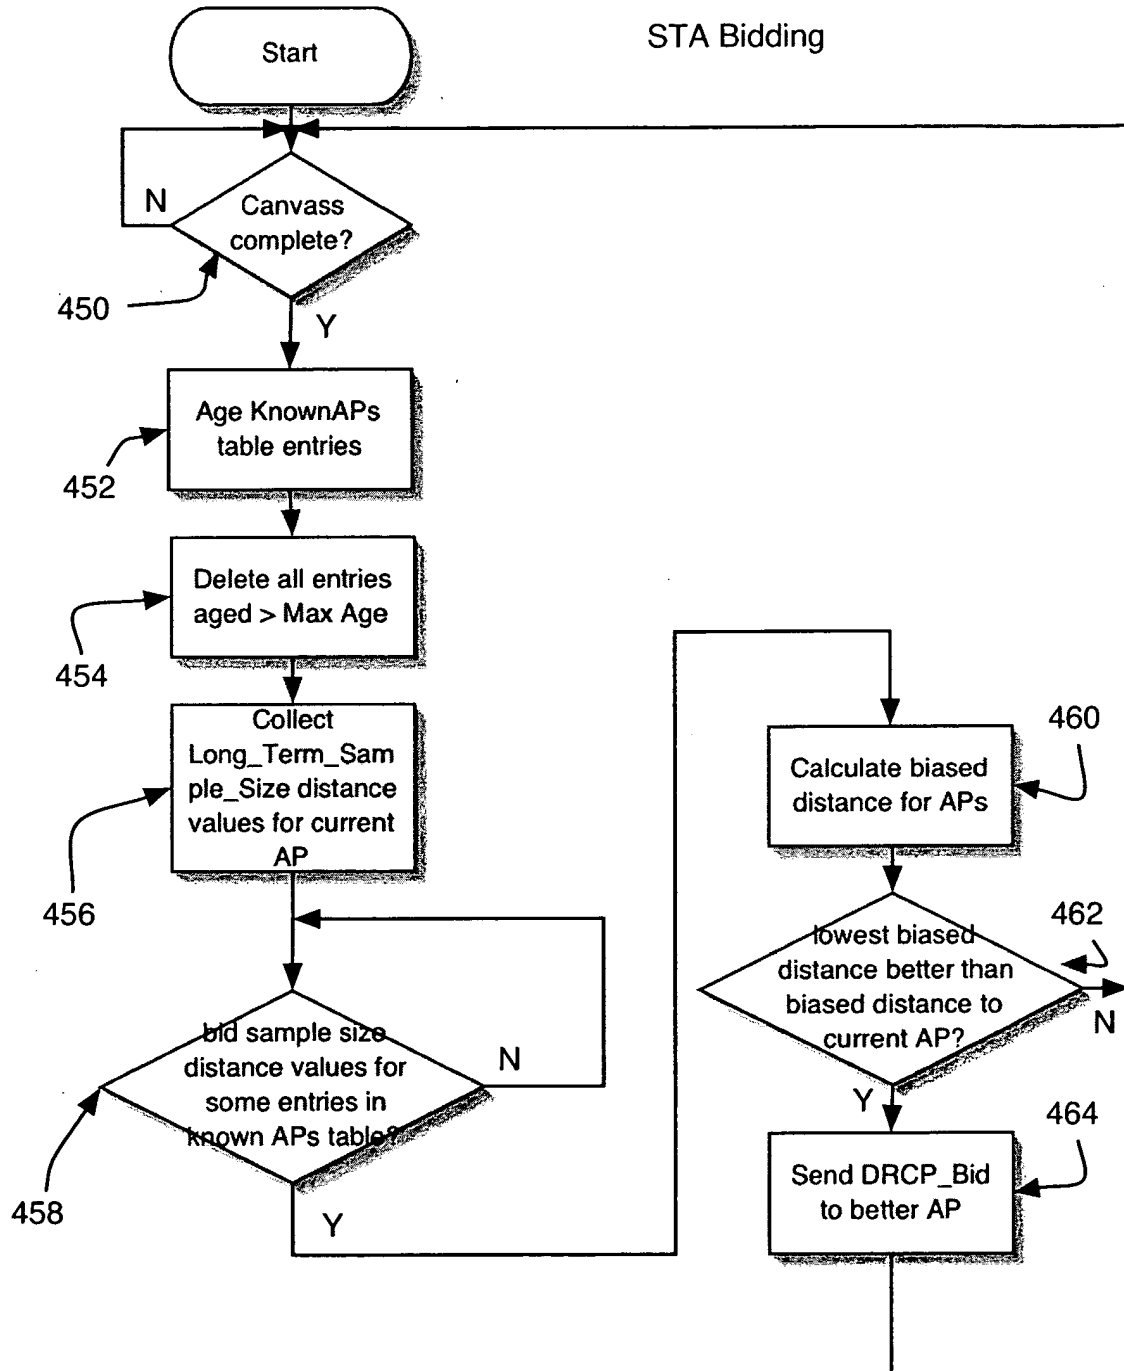 STA Bidding
Start
N
Canvass
complete?
450
Y
Age KnownAPs
table entries
452
Delete all entries
aged > Max Age
454
Collect
Long_Term_Sam
ple_Size distance
values for current
AP
456
bid sample size
distance values for
some entries in
known APs table?
N
458
Y
Calculate biased
distance for APs
460
lowest biased
distance better than
biased distance to
current AP?
462
N
Y
Send DRCP_Bid
to better AP
464